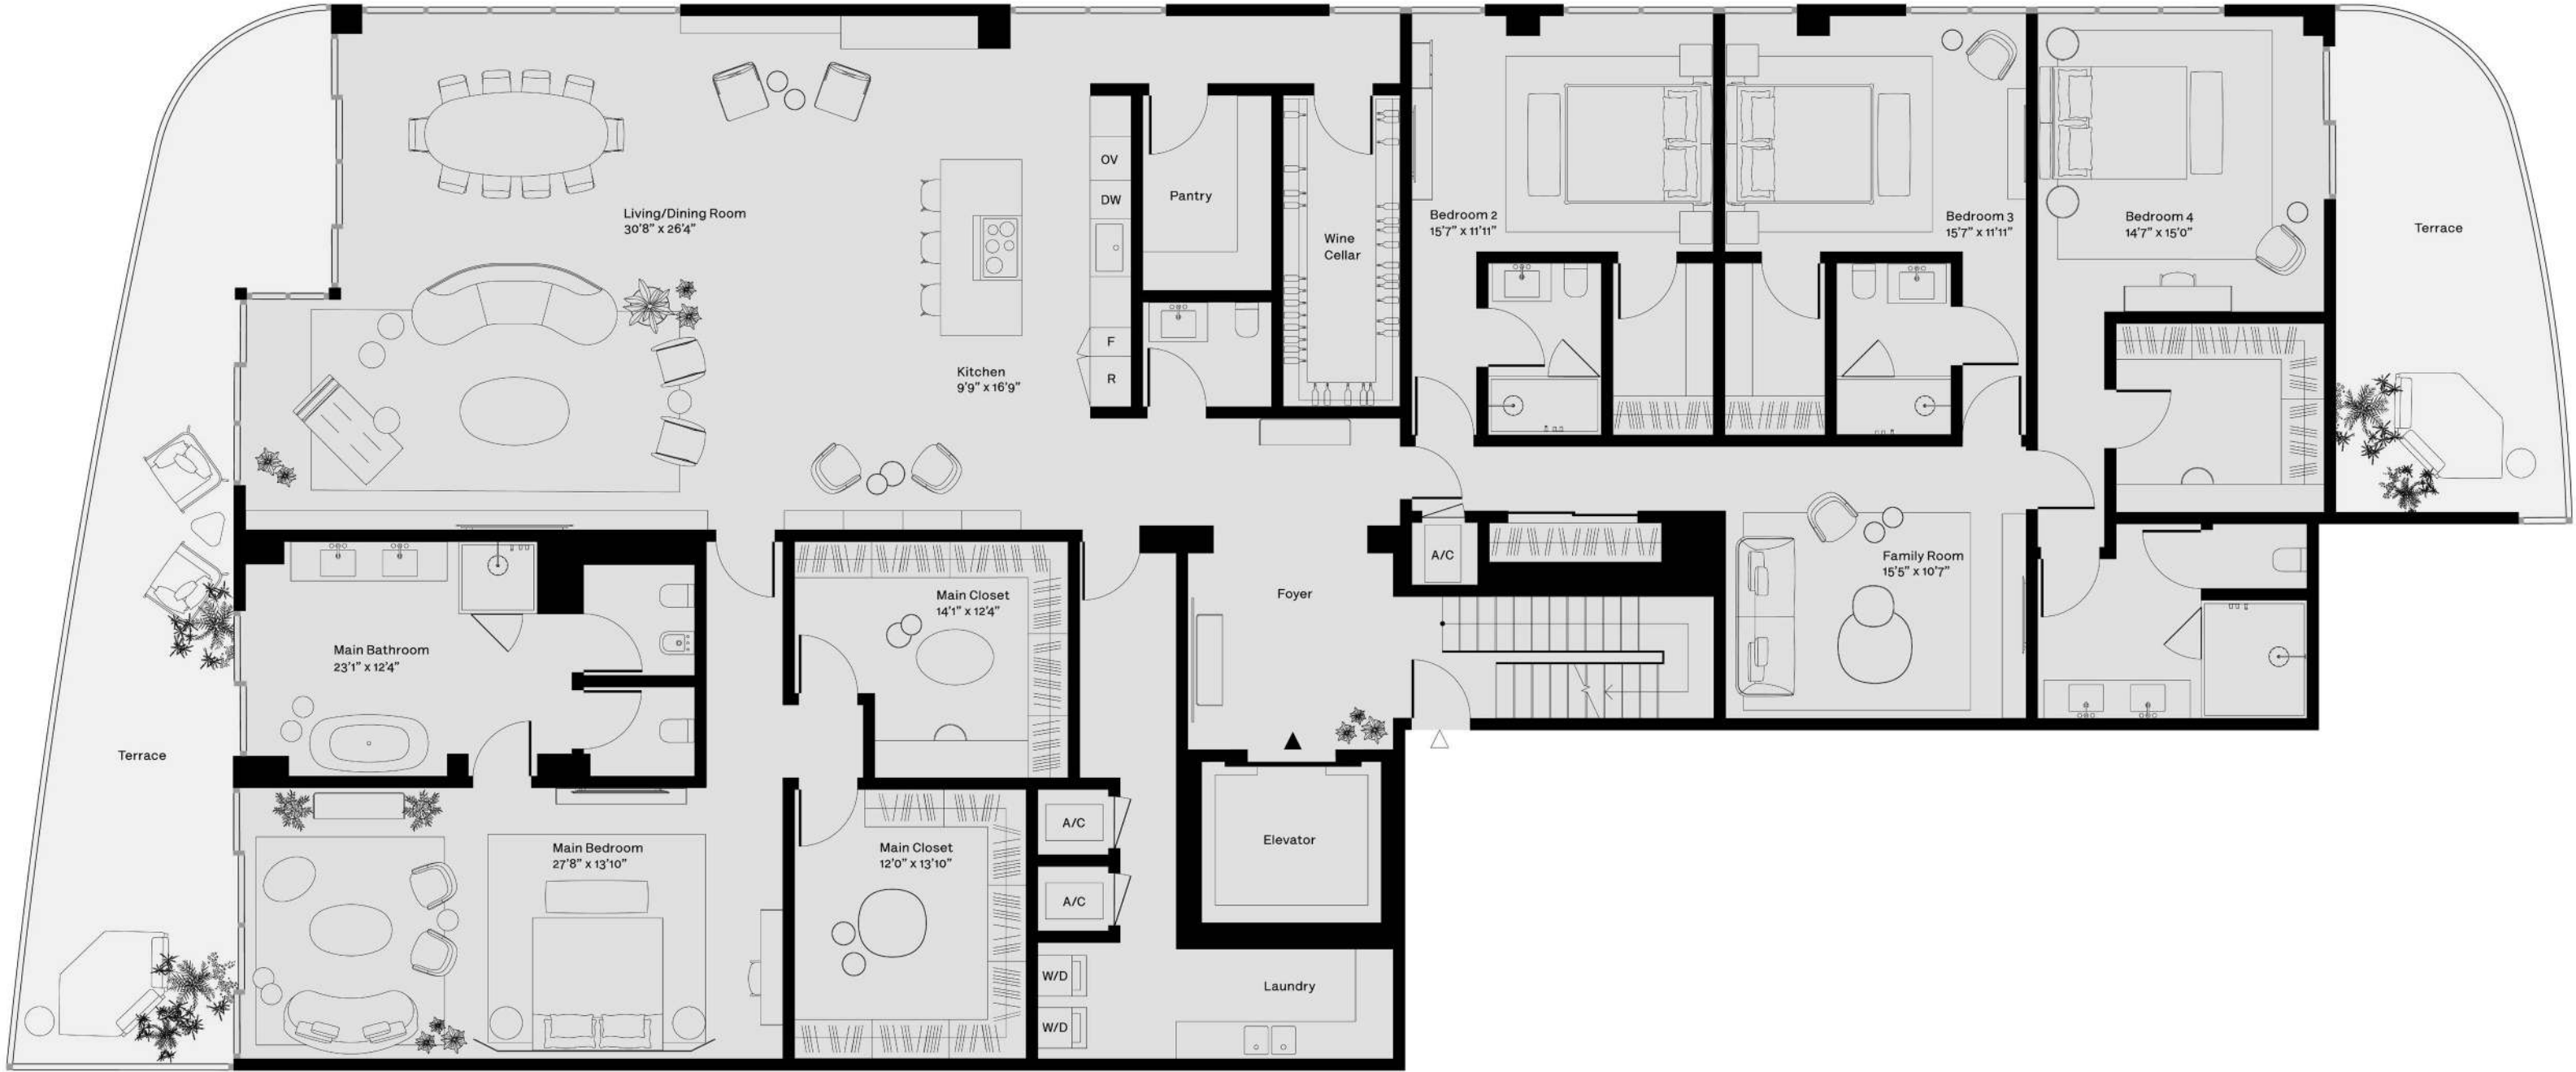 OV
DW
Pantry
Living/Dining Room
30'8" x 26'4"
Wine
Cellar
Bedroom 2
15'7" x 11'11"
Bedroom 3
15'7" x 11'11"
Bedroom 4
14'7" x 15'0"
Terrace
F
R
Kitchen
9'9" x 16'9"
A/C
Family Room
15'5" x 10'7"
Foyer
Main Closet
14'1" x 12'4"
Main Bathroom
23'1" x 12'4"
Terrace
A/C
Elevator
Main Bedroom
27'8" x 13'10"
Main Closet
12'0" x 13'10"
A/C
W/D
Laundry
W/D